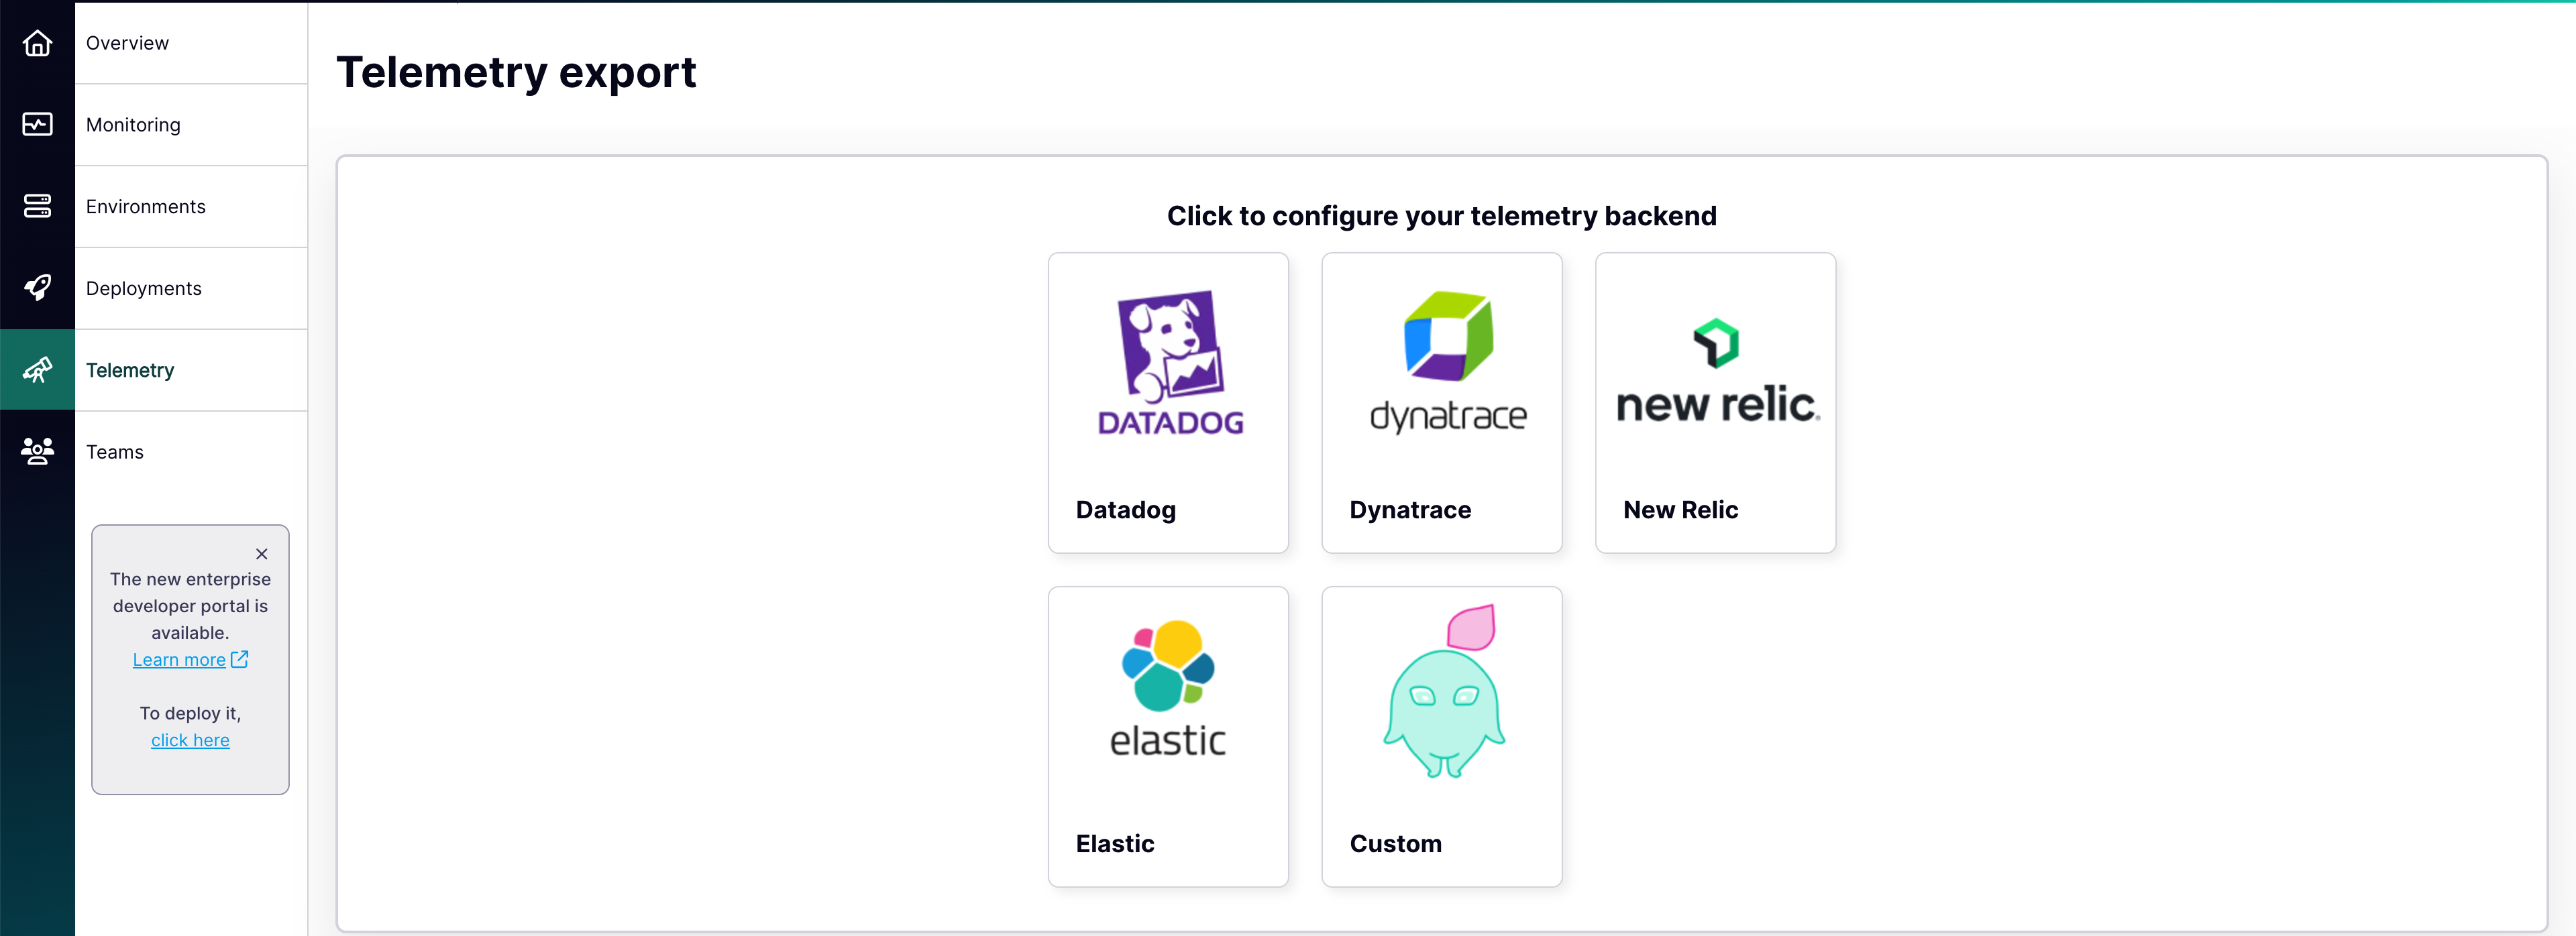 Overview
Monitoring
Environments
Deployments
Telemetry
Teams
The new enterprise
developer portal is
available.
Learn more
To deploy it,
click here
Telemetry export
Click to configure your telemetry backend
DATADOG
Datadog
dynatrace
Dynatrace
new relic
New Relic
elastic
Elastic
Custom